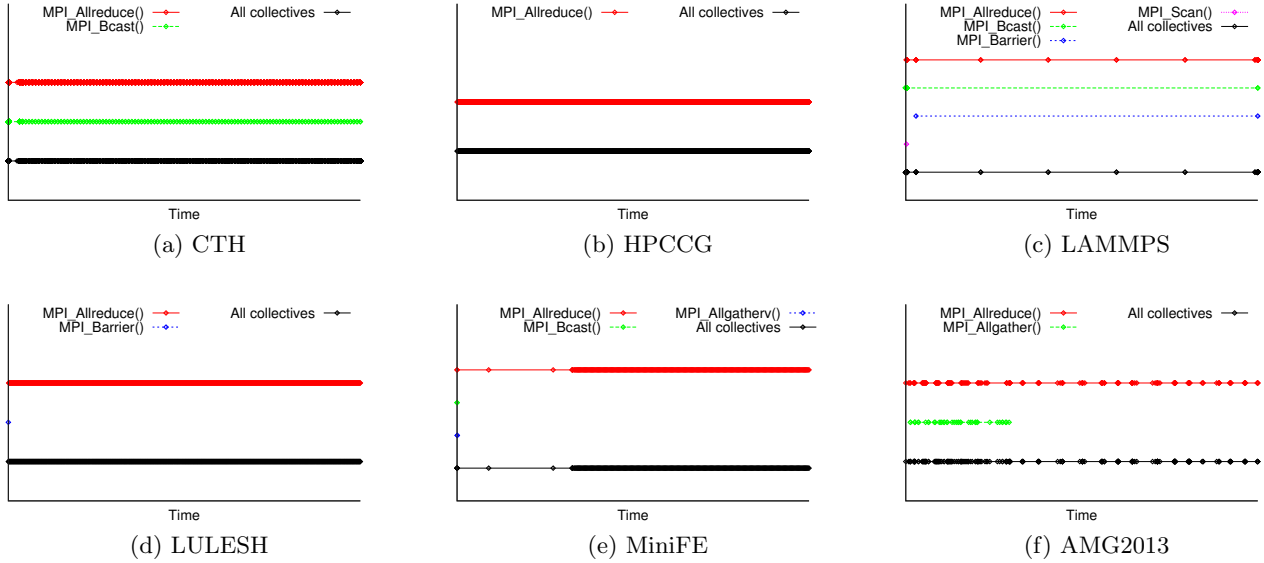 MPI_Allreduce() All collectives
MPI_Bcast()
Time
(a) CTH
MPI_Allreduce() All collectives
Time
(b) HPCCG
MPI_Allreduce() MPI_Scan()
MPI_Bcast() All collectives
MPI_Barrier()
Time
(c) LAMMPS
MPI_Allreduce() All collectives
MPI_Barrier()
Time
(d) LULESH
MPI_Allreduce() MPI_Allgatherv()
MPI_Bcast() All collectives
Time
(e) MiniFE
MPI_Allreduce() All collectives
MPI_Allgather()
Time
(f) AMG2013